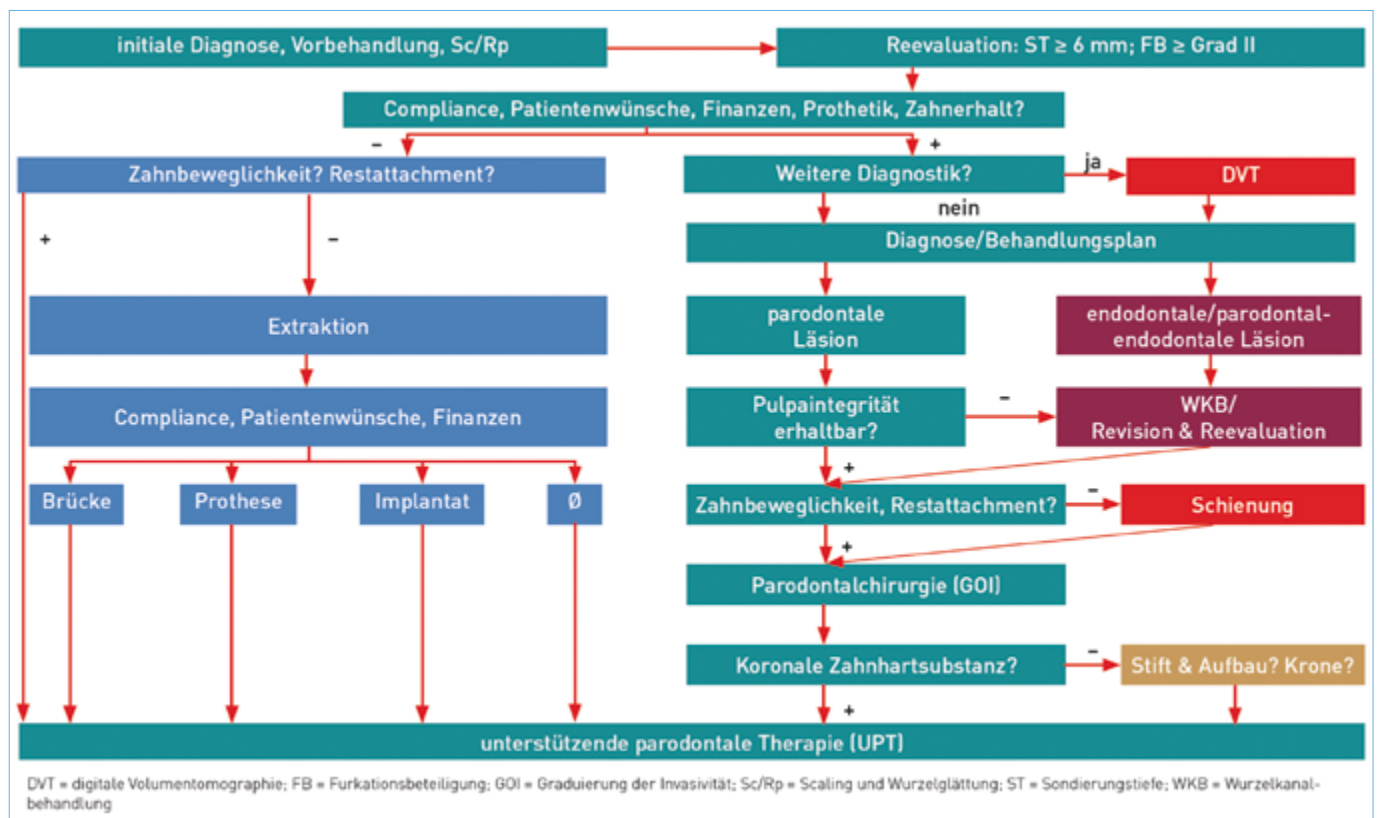 initiale Diagnose, Vorbehandlung, Sc/Rp
Reevaluation: ST ≥ 6 mm; FB ≥ Grad II
Compliance, Patientenwünsche, Finanzen, Prothetik, Zahnerhalt?
–
+
Zahnbeweglichkeit? Restattachment?
Weitere Diagnostik?
ja
DVT
nein
+
–
Diagnose/Behandlungsplan
Extraktion
parodontale
Läsion
endodontale/parodontal-
endodontale Läsion
Compliance, Patientenwünsche, Finanzen
Pulpaintegrität
erhaltbar?
–
WKB/
Revision & Reevaluation
+
Brücke
Prothese
Implantat
Ø
Zahnbeweglichkeit, Restattachment?
–
Schienung
+
Parodontalchirurgie (GOI)
Koronale Zahnhartsubstanz?
–
Stift & Aufbau? Krone?
+
unterstützende parodontale Therapie (UPT)
DVT = digitale Volumentomographie; FB = Furkationsbeteiligung; GOI = Graduierung der Invasivität; Sc/Rp = Scaling und Wurzelglättung; ST = Sondierungstiefe; WKB = Wurzelkanal-
behandlung